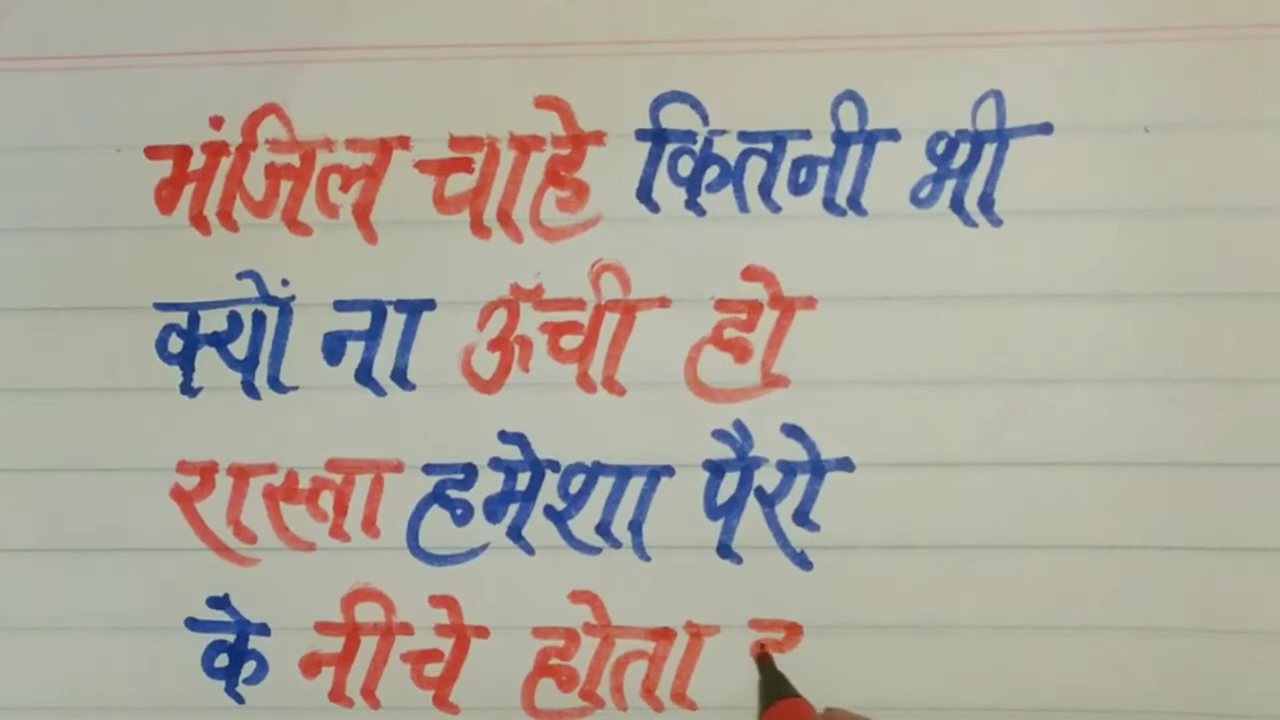 मंजिल चाहे कितनी भी
क्यों ना ऊॅची हो
रास्ता हमेशा पैरो
के नीचे होता